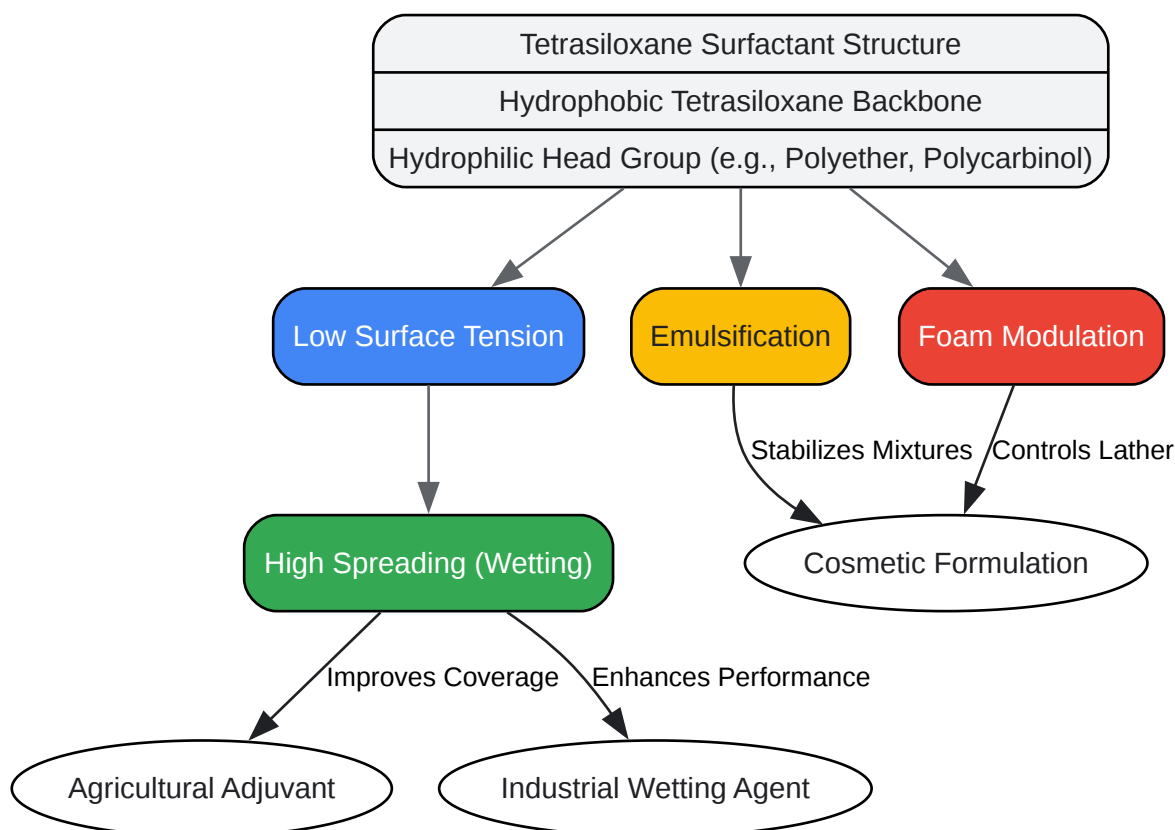 Tetrasiloxane Surfactant Structure
Hydrophobic Tetrasiloxane Backbone
Hydrophilic Head Group (e.g., Polyether, Polycarbinol)
Low Surface Tension
Emulsification
Foam Modulation
Stabilizes Mixtures
Controls Lather
High Spreading (Wetting)
Cosmetic Formulation
Improves Coverage
Enhances Performance
Agricultural Adjuvant
Industrial Wetting Agent